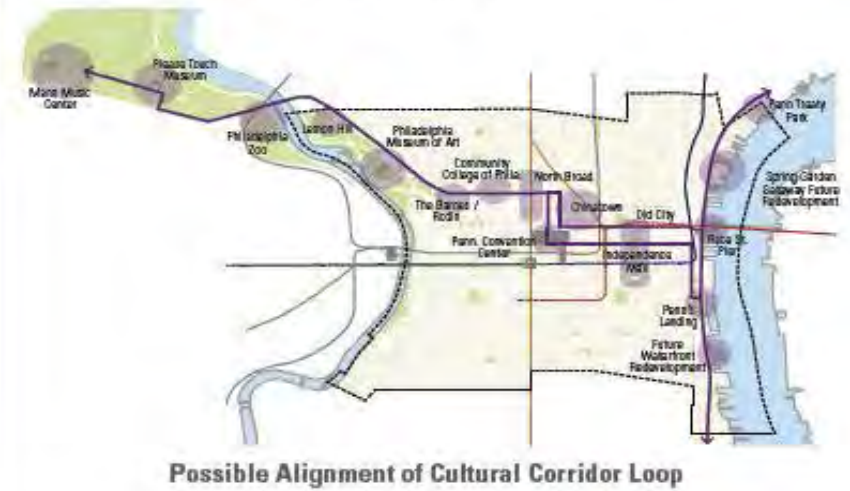 Please Touch
Museum
Mann Music
Center
Philadelphia
Zoo
Lemon Hill
Philadelphia
Museum of Art
Community
College of Phila.
North Broad
The Barnes /
Rodin
Chinatown
Old City
Penn. Convention
Center
Independence
Mall
Penn Treaty
Park
Spring Garden
Gateway Future
Redevelopment
Race St.
Pier
Penn's
Landing
Future
Waterfront
Redevelopment
Possible Alignment of Cultural Corridor Loop